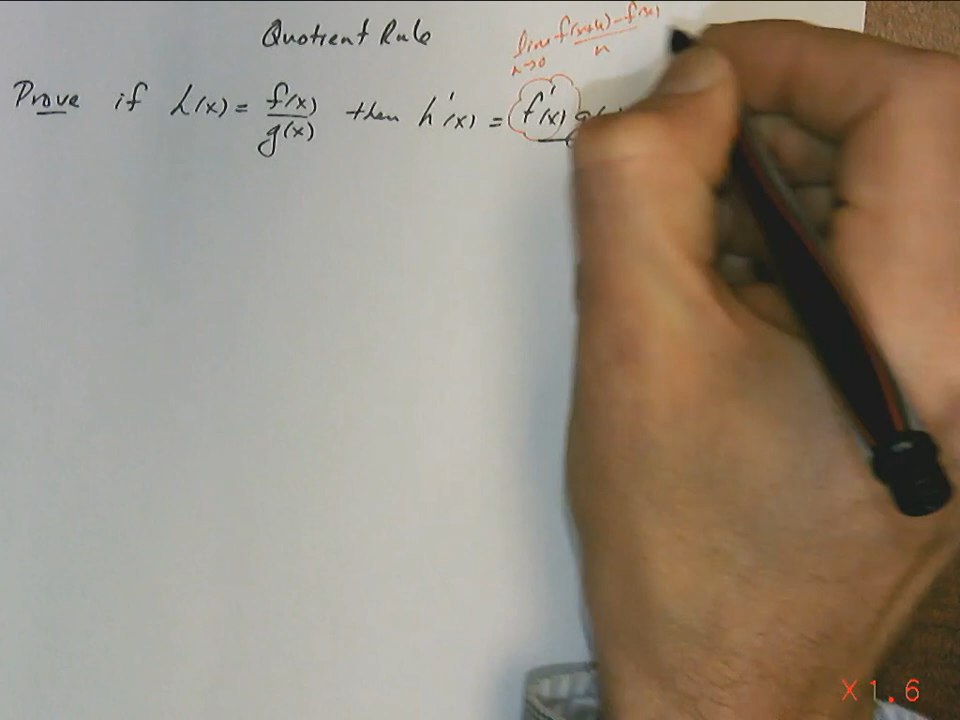 Quotient Rule
lim h→0 f(x+h) - f(x) / h
Prove if h(x) = f(x) / g(x) then h'(x) = f'(x) g
X1.6